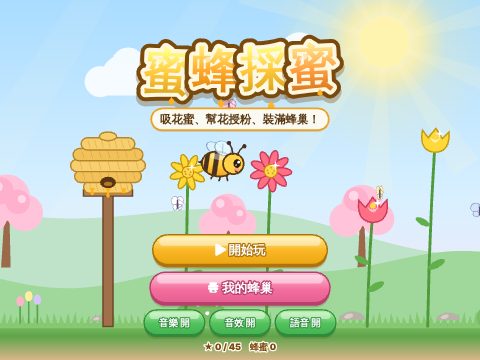 蜜蜂採蜜
吸花蜜、幫花授粉、裝滿蜂巢！
開始玩
我的蜂巢
音樂 開
音效 開
語音 開
★ 0 / 45 蜂蜜 0